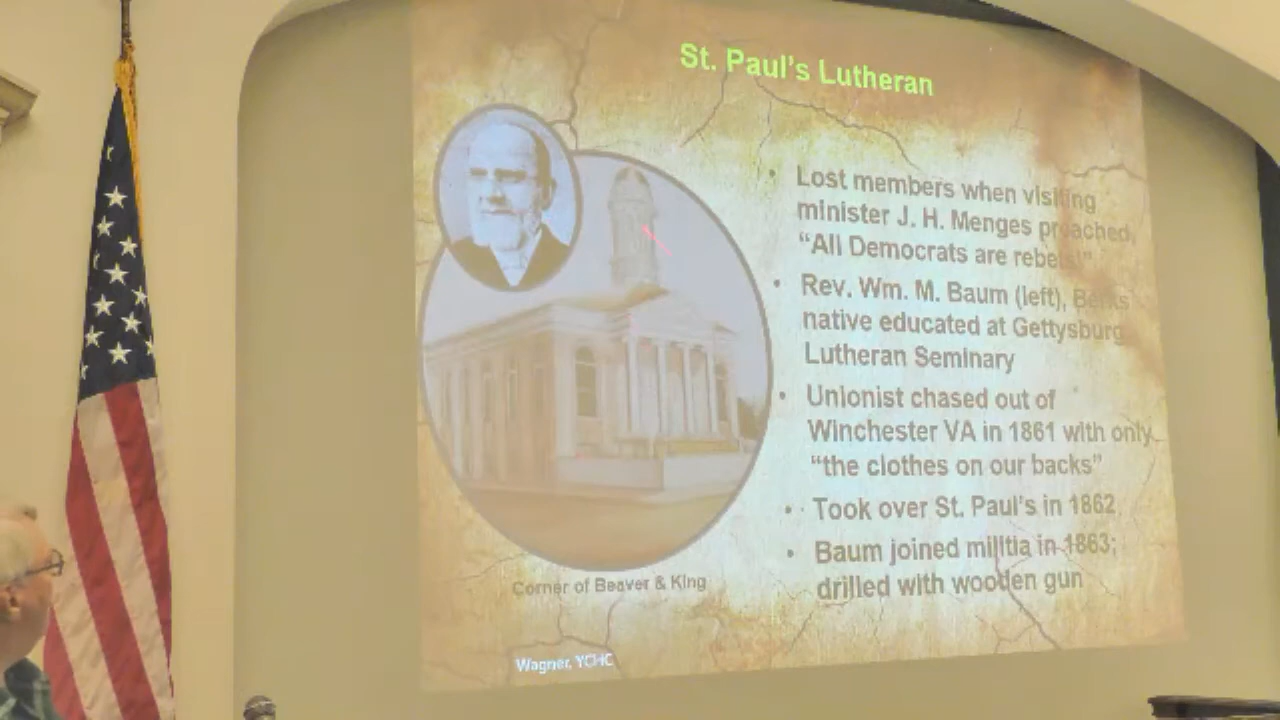 St. Paul's Lutheran
• Lost members when visiting
minister J. H. Menges preached,
“All Democrats are rebels!”
• Rev. Wm. M. Baum (left), Berks
native educated at Gettysburg
Lutheran Seminary
• Unionist chased out of
Winchester VA in 1861 with only
“the clothes on our backs”
• Took over St. Paul's in 1862
• Baum joined militia in 1863;
drilled with wooden gun
Corner of Beaver & King
Wagner, YCHC